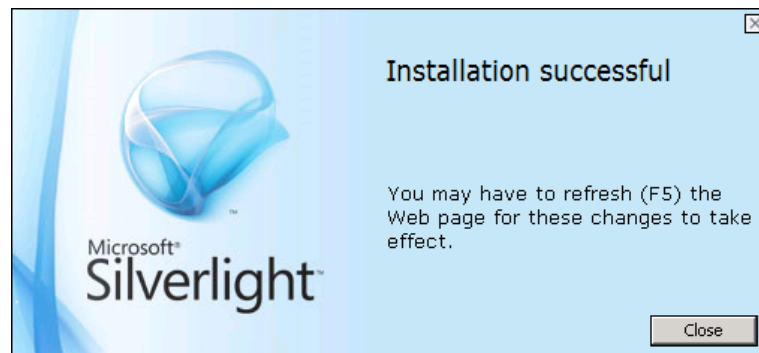 Installation successful
You may have to refresh (F5) the
Web page for these changes to take
effect.
Microsoft®
Silverlight™
Close